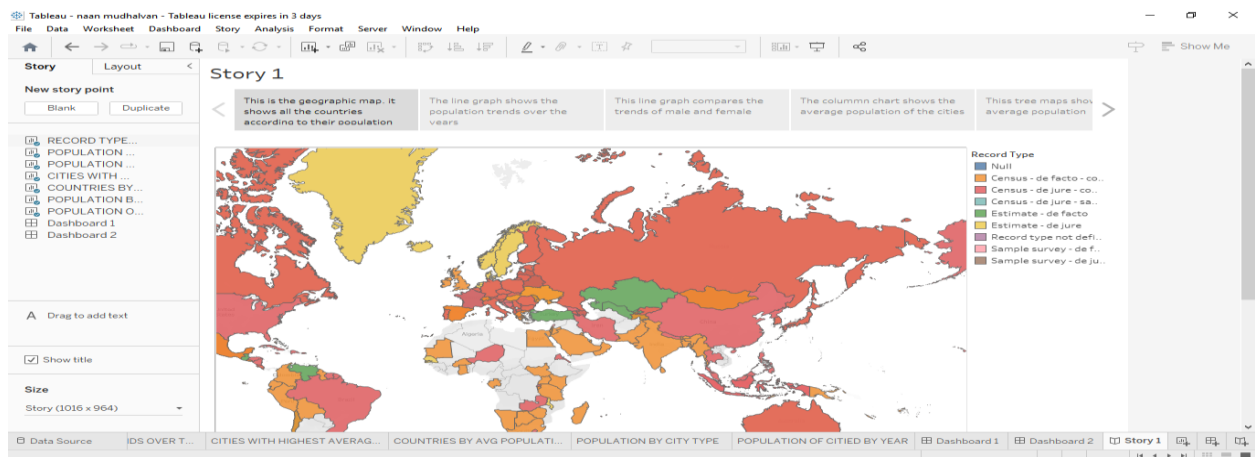 Tableau - naan mudhalvan - Tableau license expires in 3 days
File Data Worksheet Dashboard Story Analysis Format Server Window Help
Show Me
Story Layout
New story point
Blank Duplicate
RECORD TYPE...
POPULATION ...
POPULATION ...
CITIES WITH ...
COUNTRIES BY...
POPULATION B...
POPULATION O...
Dashboard 1
Dashboard 2
A Drag to add text
Show title
Size
Story (1016 x 964)
Story 1
This is the geographic map. It
shows all the countries
according to their population
The line graph shows the
population trends over the
years
This line graph compares the
trends of male and female
The colummn chart shows the
average population of the cities
Thiss tree maps show
average population
Algeria
Record Type
Null
Census - de facto - co..
Census - de jure - co..
Census - de jure - sa..
Estimate - de facto
Estimate - de jure
Record type not defi..
Sample survey - de f..
Sample survey - de ju..
Data Source IDS OVER T... CITIES WITH HIGHEST AVERAG... COUNTRIES BY AVG POPULATI... POPULATION BY CITY TYPE POPULATION OF CITIED BY YEAR Dashboard 1 Dashboard 2 Story 1